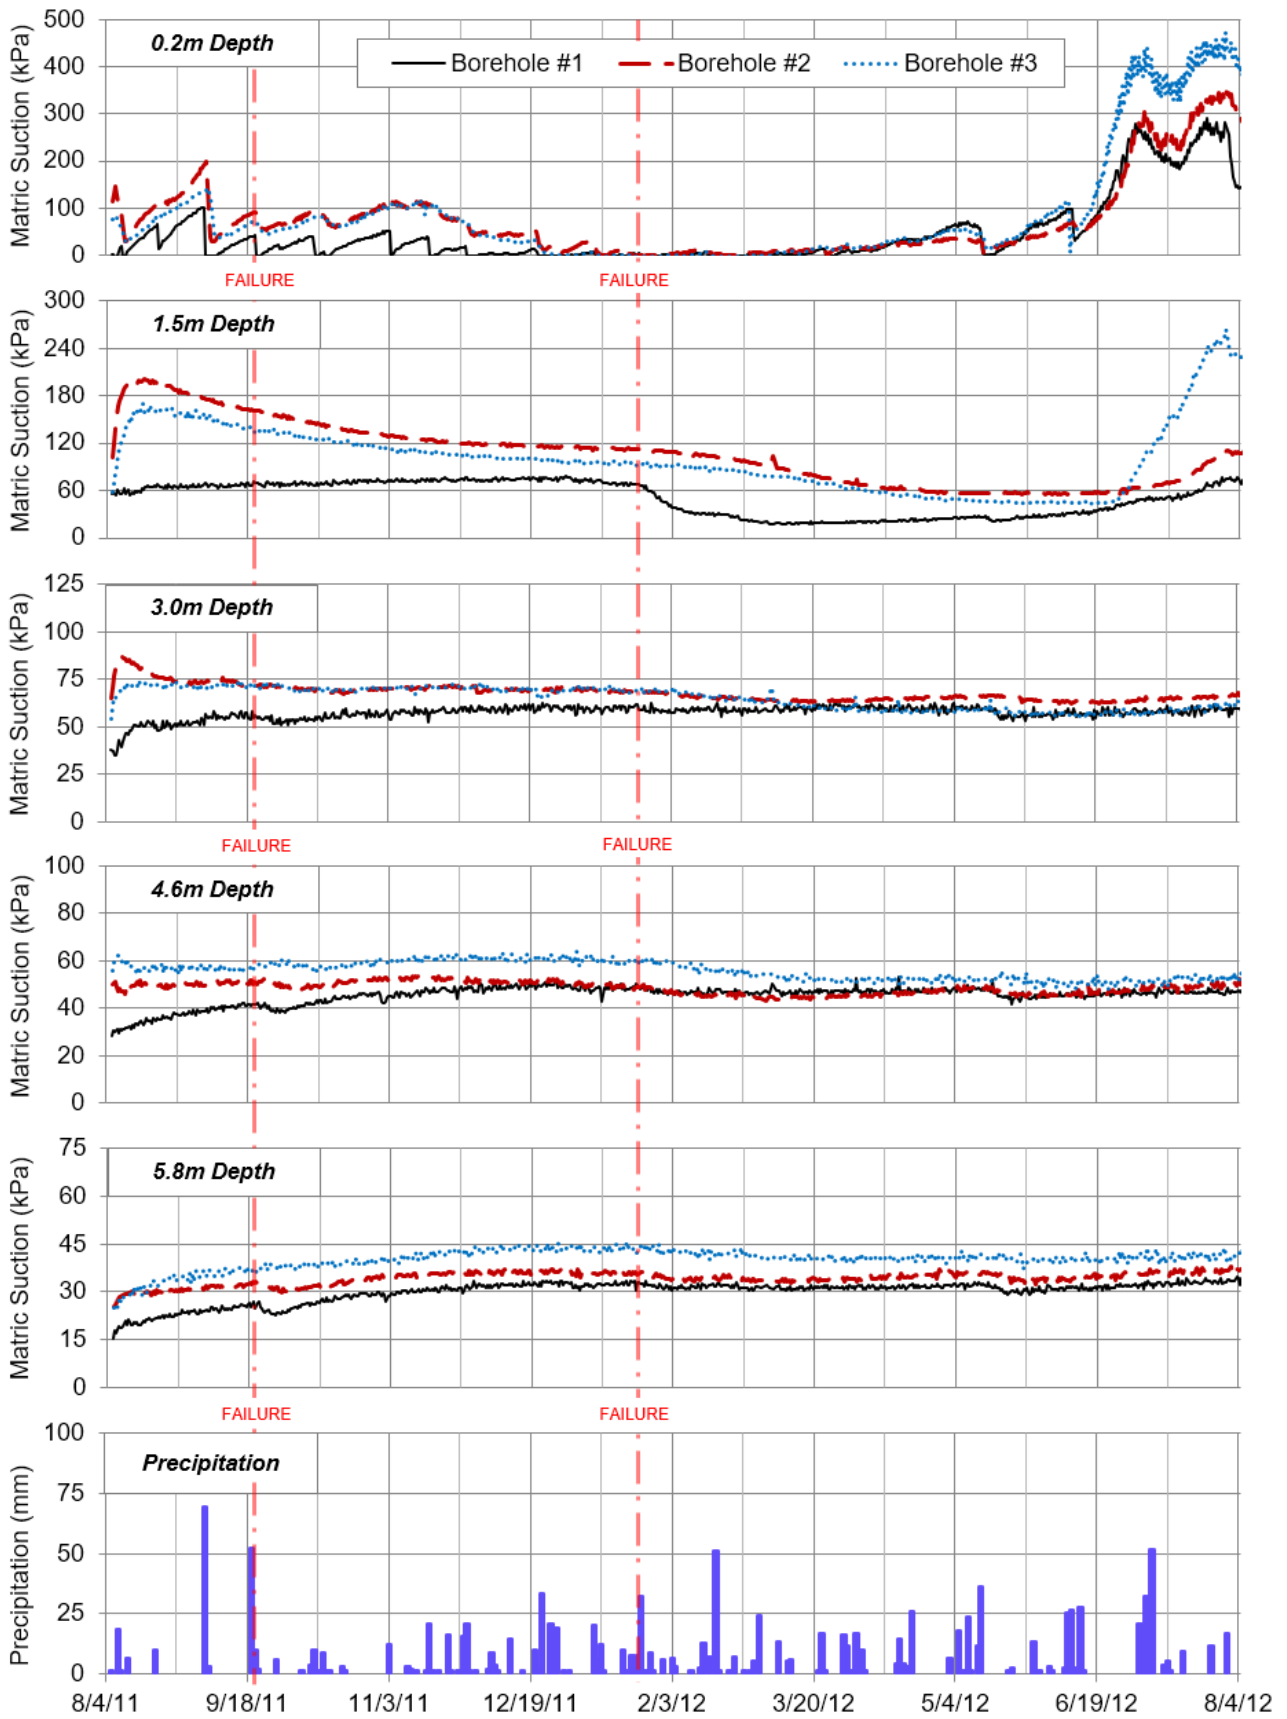 Matric Suction (kPa)
500
400
300
200
100
0
0.2m Depth
Borehole #1
Borehole #2
Borehole #3
FAILURE
FAILURE
Matric Suction (kPa)
300
240
180
120
60
0
1.5m Depth
Matric Suction (kPa)
125
100
75
50
25
0
3.0m Depth
FAILURE
FAILURE
Matric Suction (kPa)
100
80
60
40
20
0
4.6m Depth
Matric Suction (kPa)
75
60
45
30
15
0
5.8m Depth
FAILURE
FAILURE
Precipitation (mm)
100
75
50
25
0
Precipitation
8/4/11
9/18/11
11/3/11
12/19/11
2/3/12
3/20/12
5/4/12
6/19/12
8/4/12